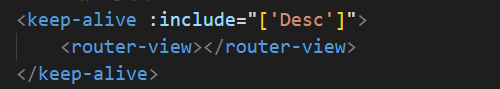 <keep-alive :include="['Desc']">
    <router-view></router-view>
</keep-alive>